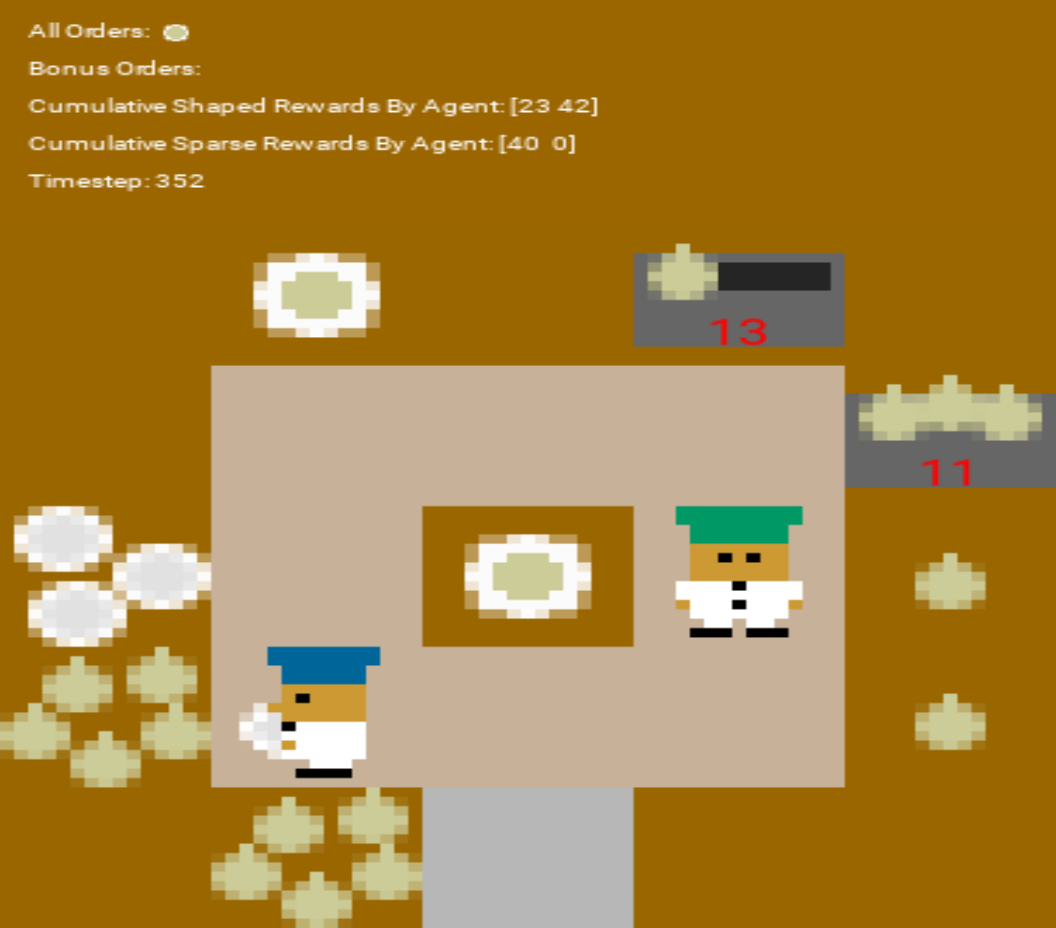 All Orders:
Bonus Orders:
Cumulative Shaped Rewards By Agent: [23 42]
Cumulative Sparse Rewards By Agent: [40 0]
Timestep: 352
13
11